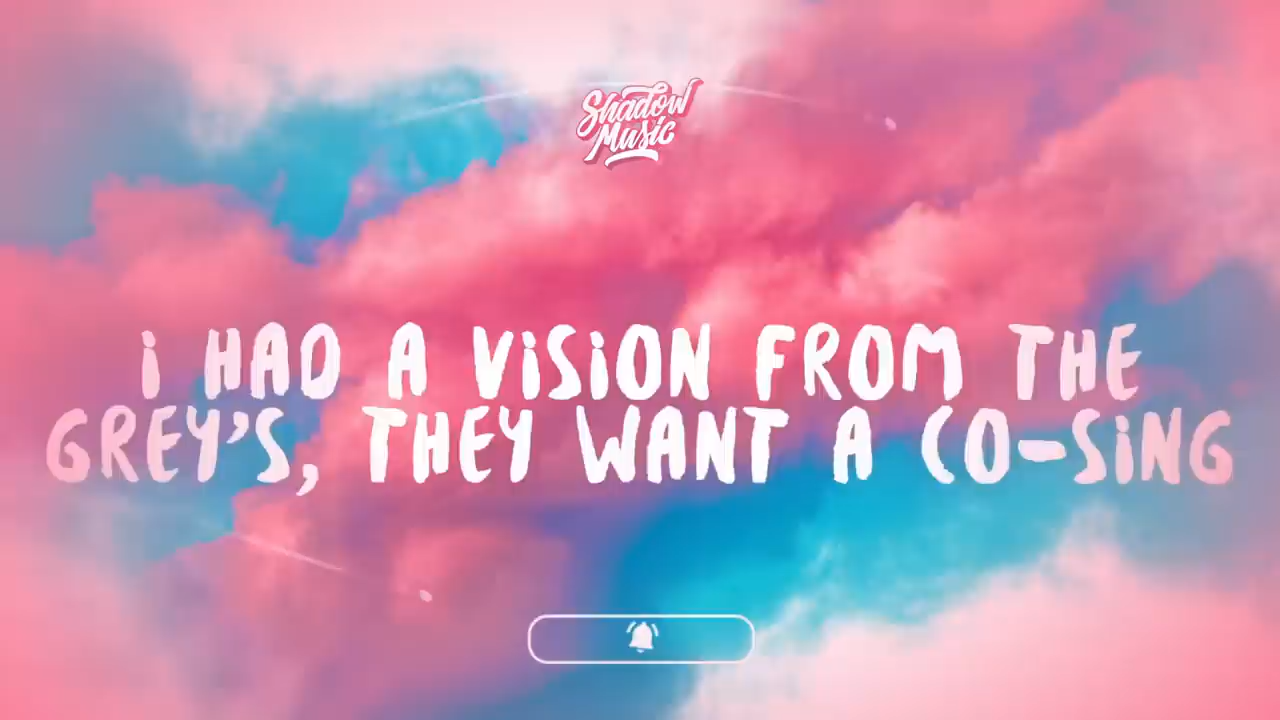 Shadow
Music
i HAD A ViSiON FROM THE
GREY'S, THEY WANT A CO-SiNG